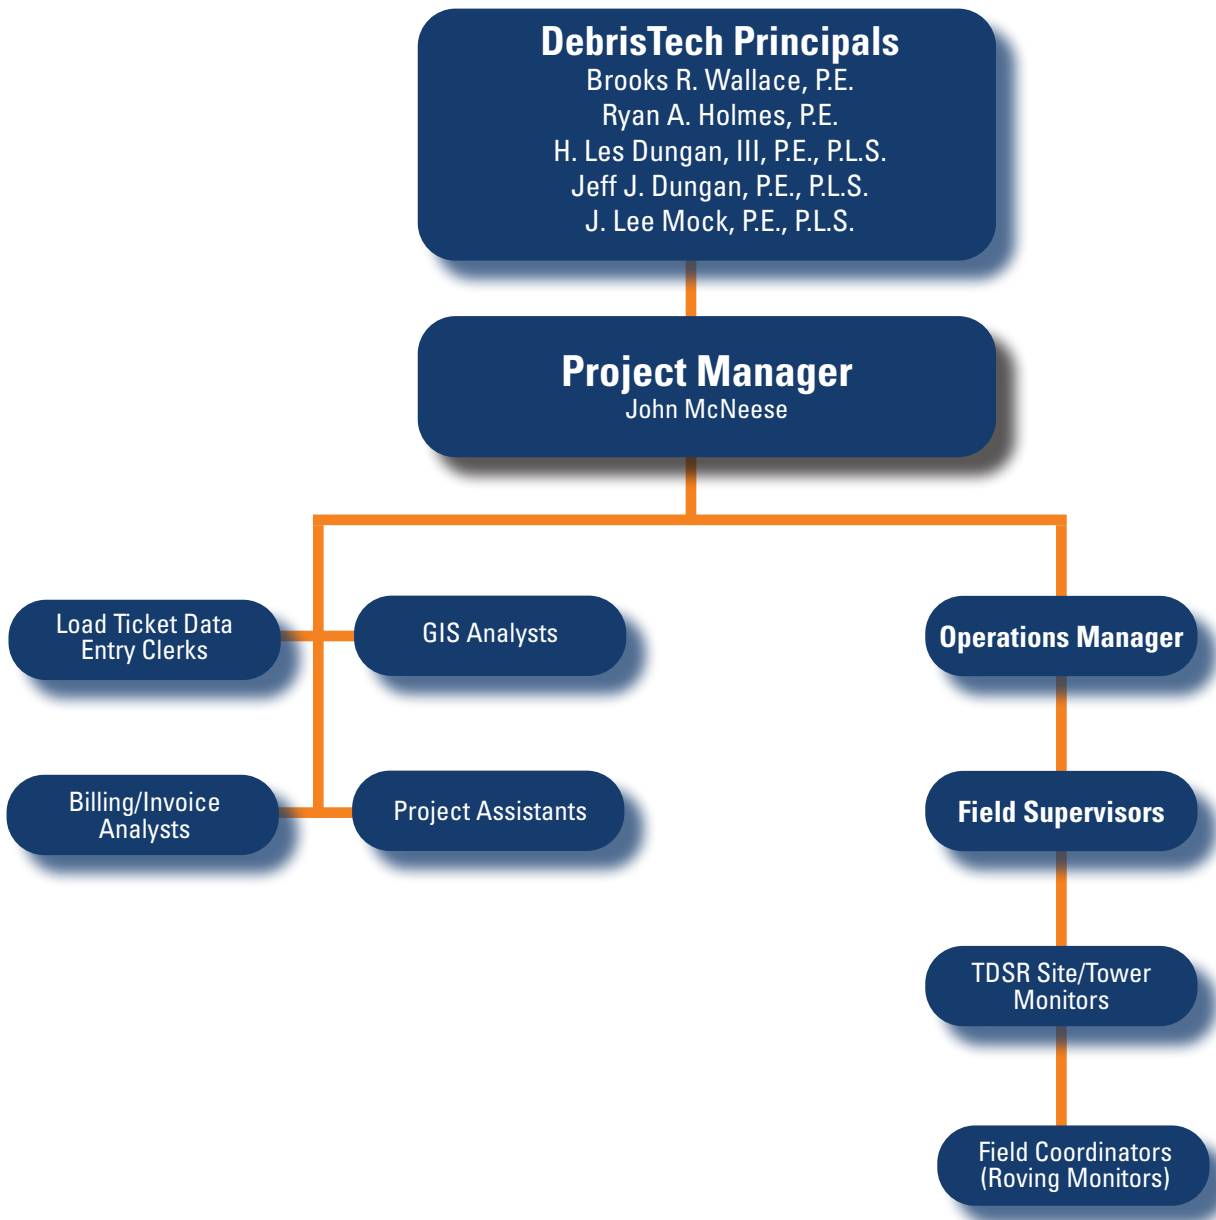 DebrisTech Principals
Brooks R. Wallace, P.E.
Ryan A. Holmes, P.E.
H. Les Dungan, III, P.E., P.L.S.
Jeff J. Dungan, P.E., P.L.S.
J. Lee Mock, P.E., P.L.S.
Project Manager
John McNeese
Load Ticket Data
Entry Clerks
GIS Analysts
Operations Manager
Billing/Invoice
Analysts
Project Assistants
Field Supervisors
TDSR Site/Tower
Monitors
Field Coordinators
(Roving Monitors)